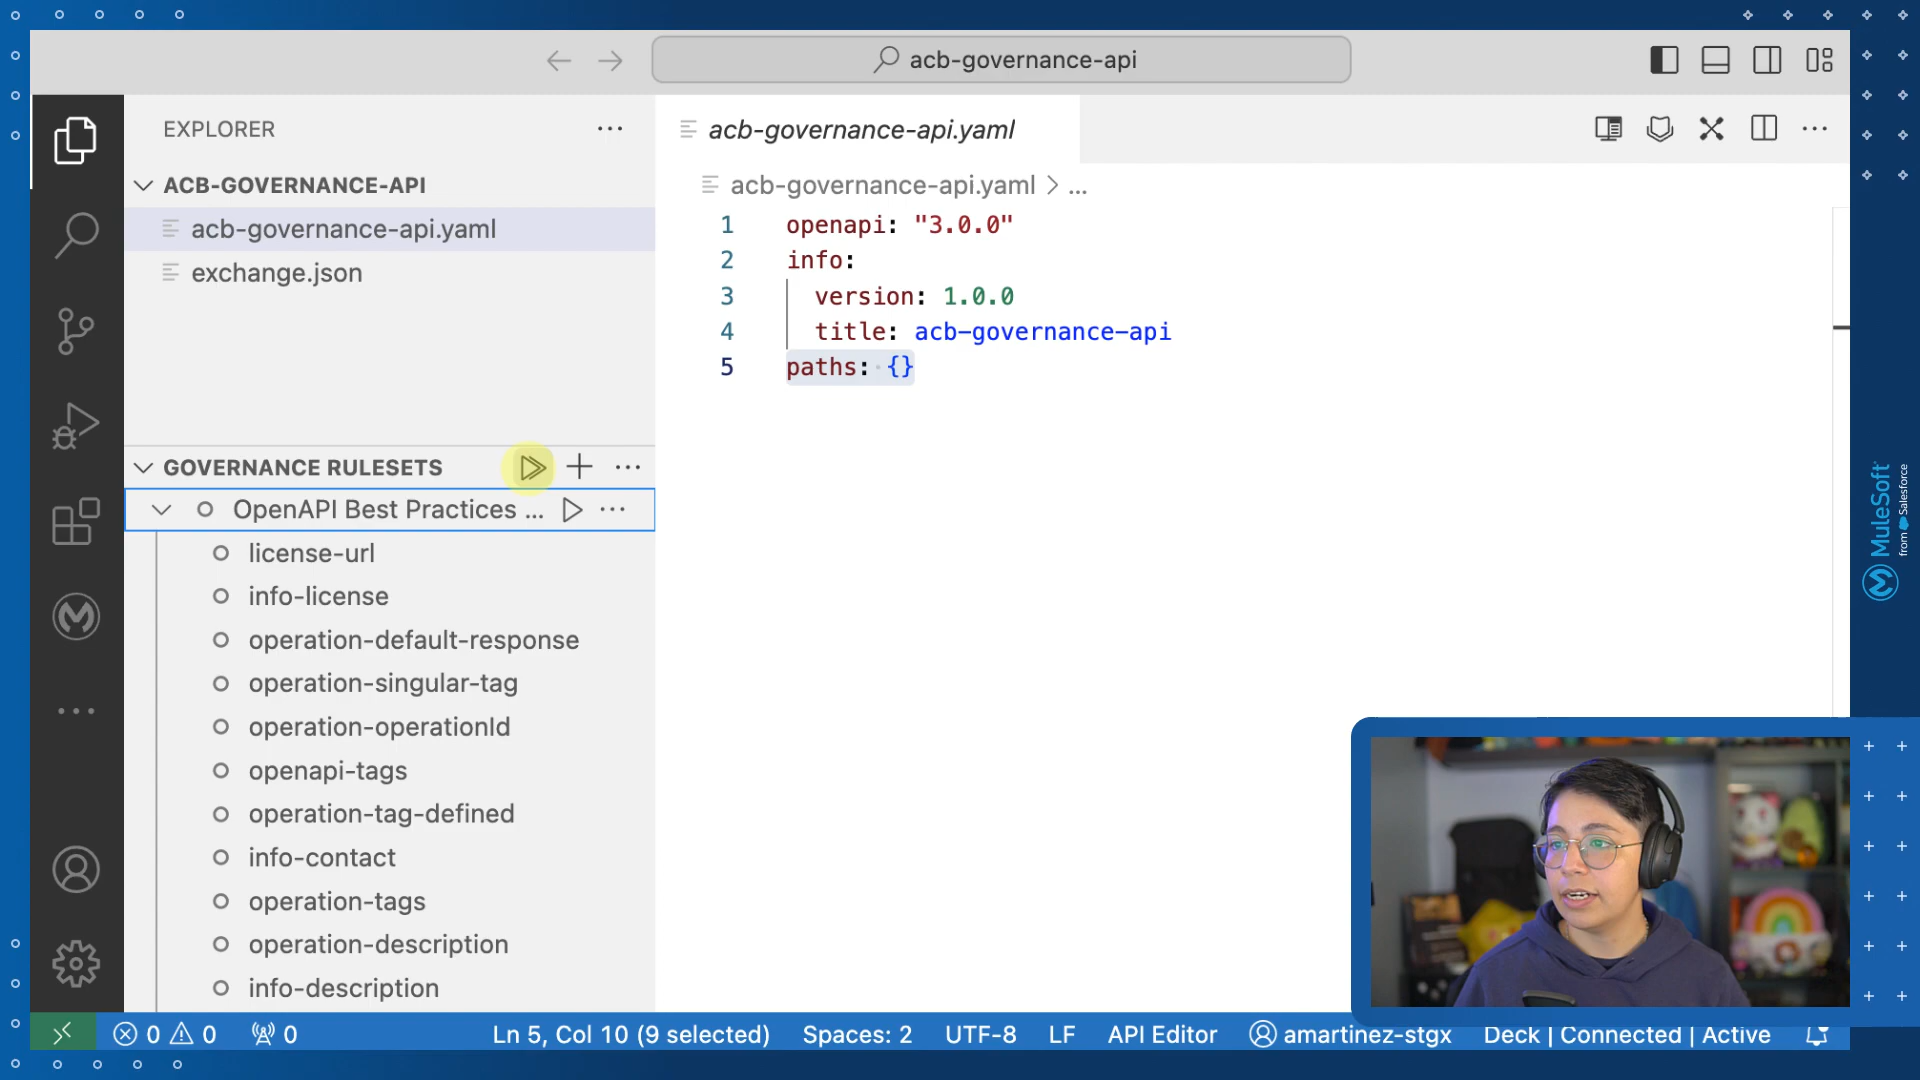 acb-governance-api
EXPLORER
ACB-GOVERNANCE-API
acb-governance-api.yaml
exchange.json
GOVERNANCE RULESETS
OpenAPI Best Practices ...
license-url
info-license
operation-default-response
operation-singular-tag
operation-operationId
openapi-tags
operation-tag-defined
info-contact
operation-tags
operation-description
info-description
acb-governance-api.yaml
acb-governance-api.yaml > ...
1 openapi: "3.0.0"
2 info:
3 version: 1.0.0
4 title: acb-governance-api
5 paths: {}
MuleSoft
from Salesforce
0 0 0 Ln 5, Col 10 (9 selected) Spaces: 2 UTF-8 LF API Editor amartinez-stgx Deck | Connected | Active